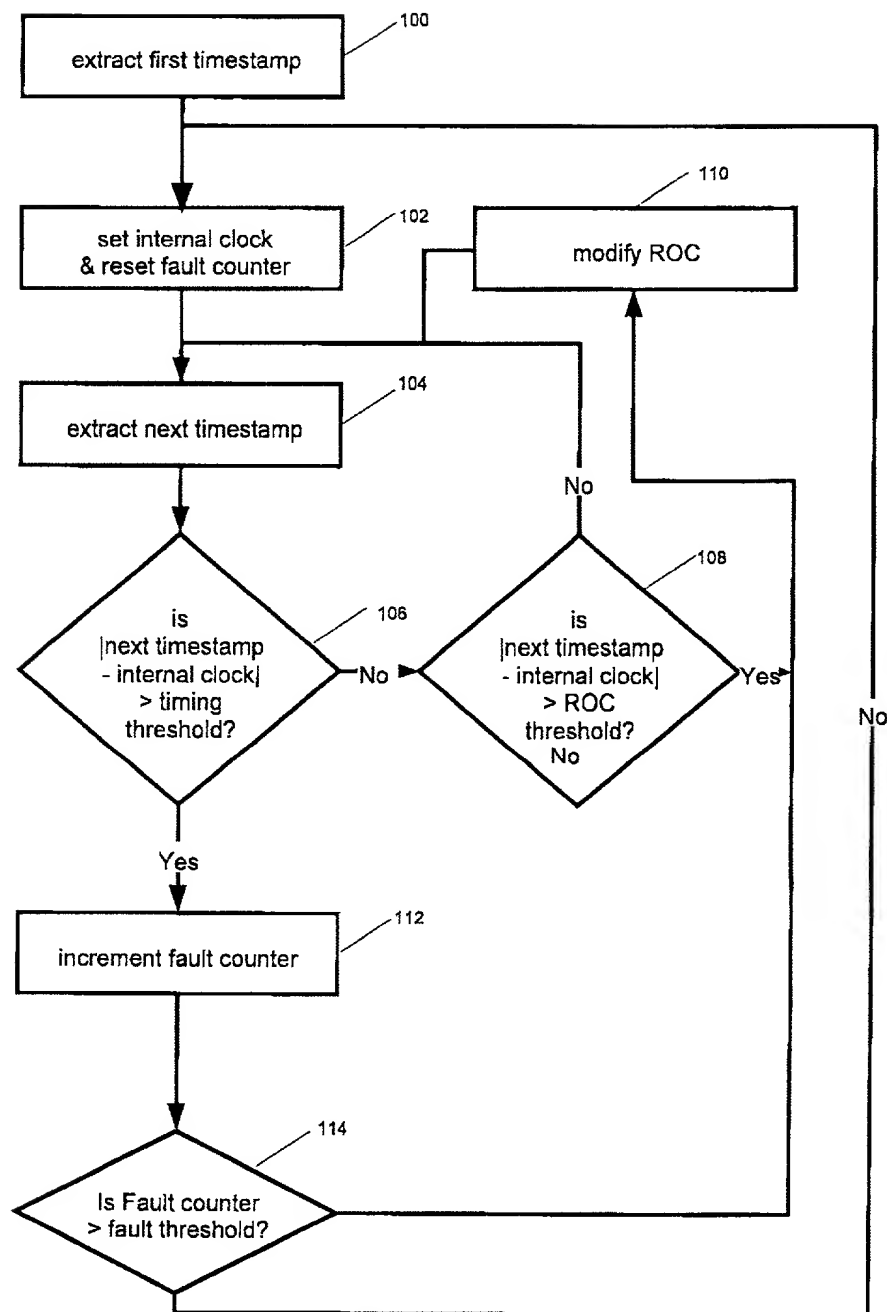 100
extract first timestamp
110
102
set internal clock
& reset fault counter
modify ROC
104
extract next timestamp
No
108
106
is
|next timestamp
- internal clock|
> timing
threshold?
No
is
|next timestamp
- internal clock|
> ROC
threshold?
No
Yes
No
Yes
112
increment fault counter
114
Is Fault counter
> fault threshold?